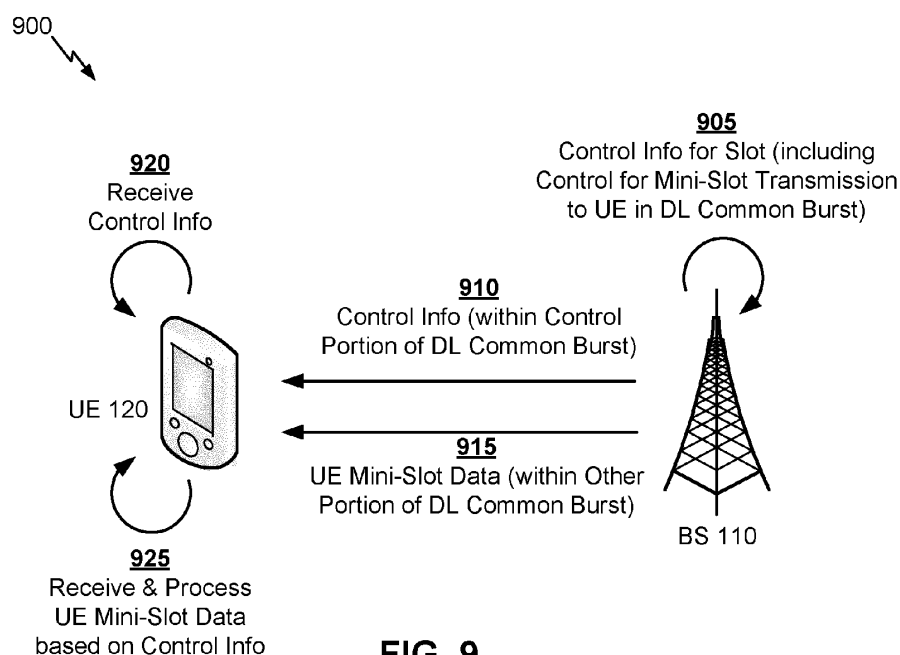 900
905
Control Info for Slot (including
Control for Mini-Slot Transmission
to UE in DL Common Burst)
920
Receive
Control Info
910
Control Info (within Control
Portion of DL Common Burst)
UE 120
915
UE Mini-Slot Data (within Other
Portion of DL Common Burst)
BS 110
925
Receive & Process
UE Mini-Slot Data
based on Control Info
FIG. 9